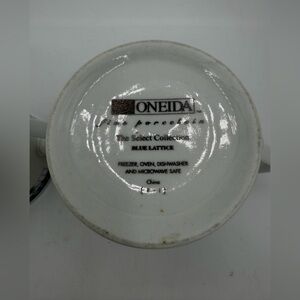 ONEIDA
Fine porcelain
The Select Collection
BLUE LATTICE
FREEZER, OVEN, DISHWASHER
AND MICROWAVE SAFE
China